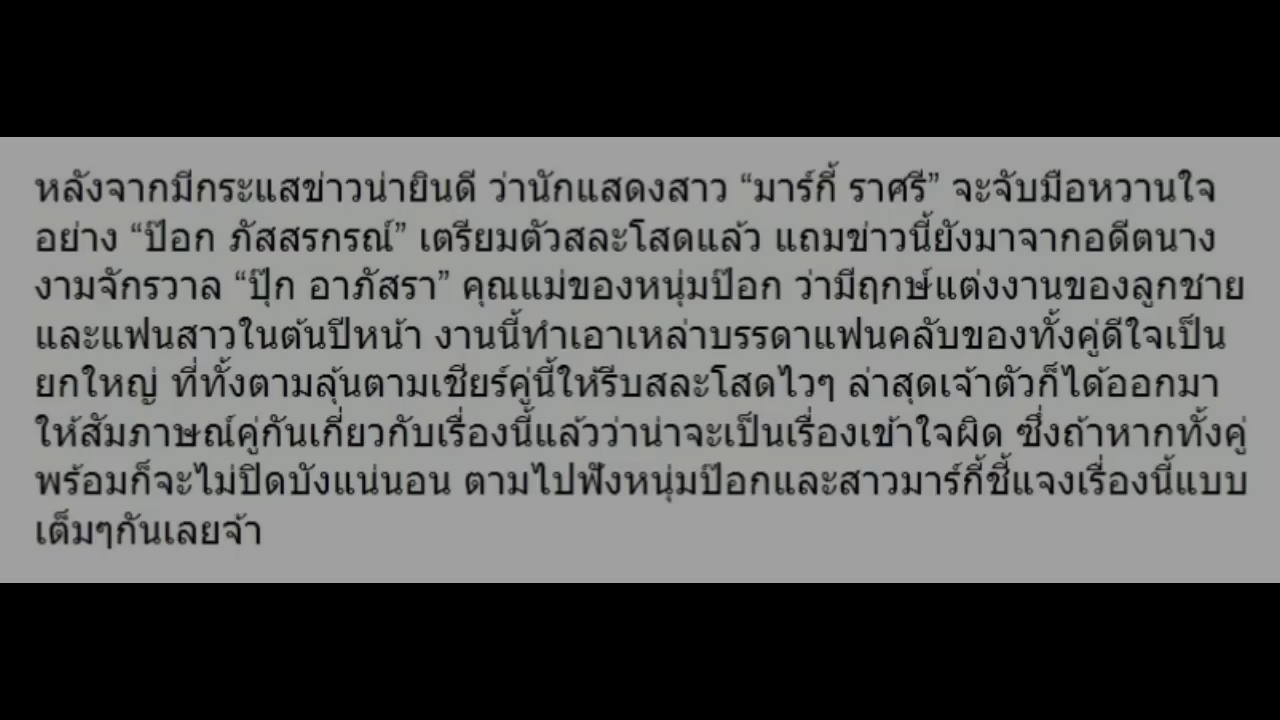 หลังจากมีกระแสข่าวน่ายินดี ว่านักแสดงสาว “มาร์กี้ ราศรี” จะจับมือหวานใจ
อย่าง “ป๊อก ภัสสรกรณ์” เตรียมตัวสละโสดแล้ว แถมข่าวนี้ยังมาจากอดีตนาง
งามจักรวาล “ปุ๊ก อาภัสรา” คุณแม่ของหนุ่มป๊อก ว่ามีฤกษ์แต่งงานของลูกชาย
และแฟนสาวในต้นปีหน้า งานนี้ทำเอาเหล่าบรรดาแฟนคลับของทั้งคู่ดีใจเป็น
ยกใหญ่ ที่ทั้งตามลุ้นตามเชียร์คู่นี้ให้รีบสละโสดไวๆ ล่าสุดเจ้าตัวก็ได้ออกมา
ให้สัมภาษณ์คู่กันเกี่ยวกับเรื่องนี้แล้วว่าน่าจะเป็นเรื่องเข้าใจผิด ซึ่งถ้าหากทั้งคู่
พร้อมก็จะไม่ปิดบังแน่นอน ตามไปฟังหนุ่มป๊อกและสาวมาร์กี้ชี้แจงเรื่องนี้แบบ
เต็มๆกันเลยจ้า